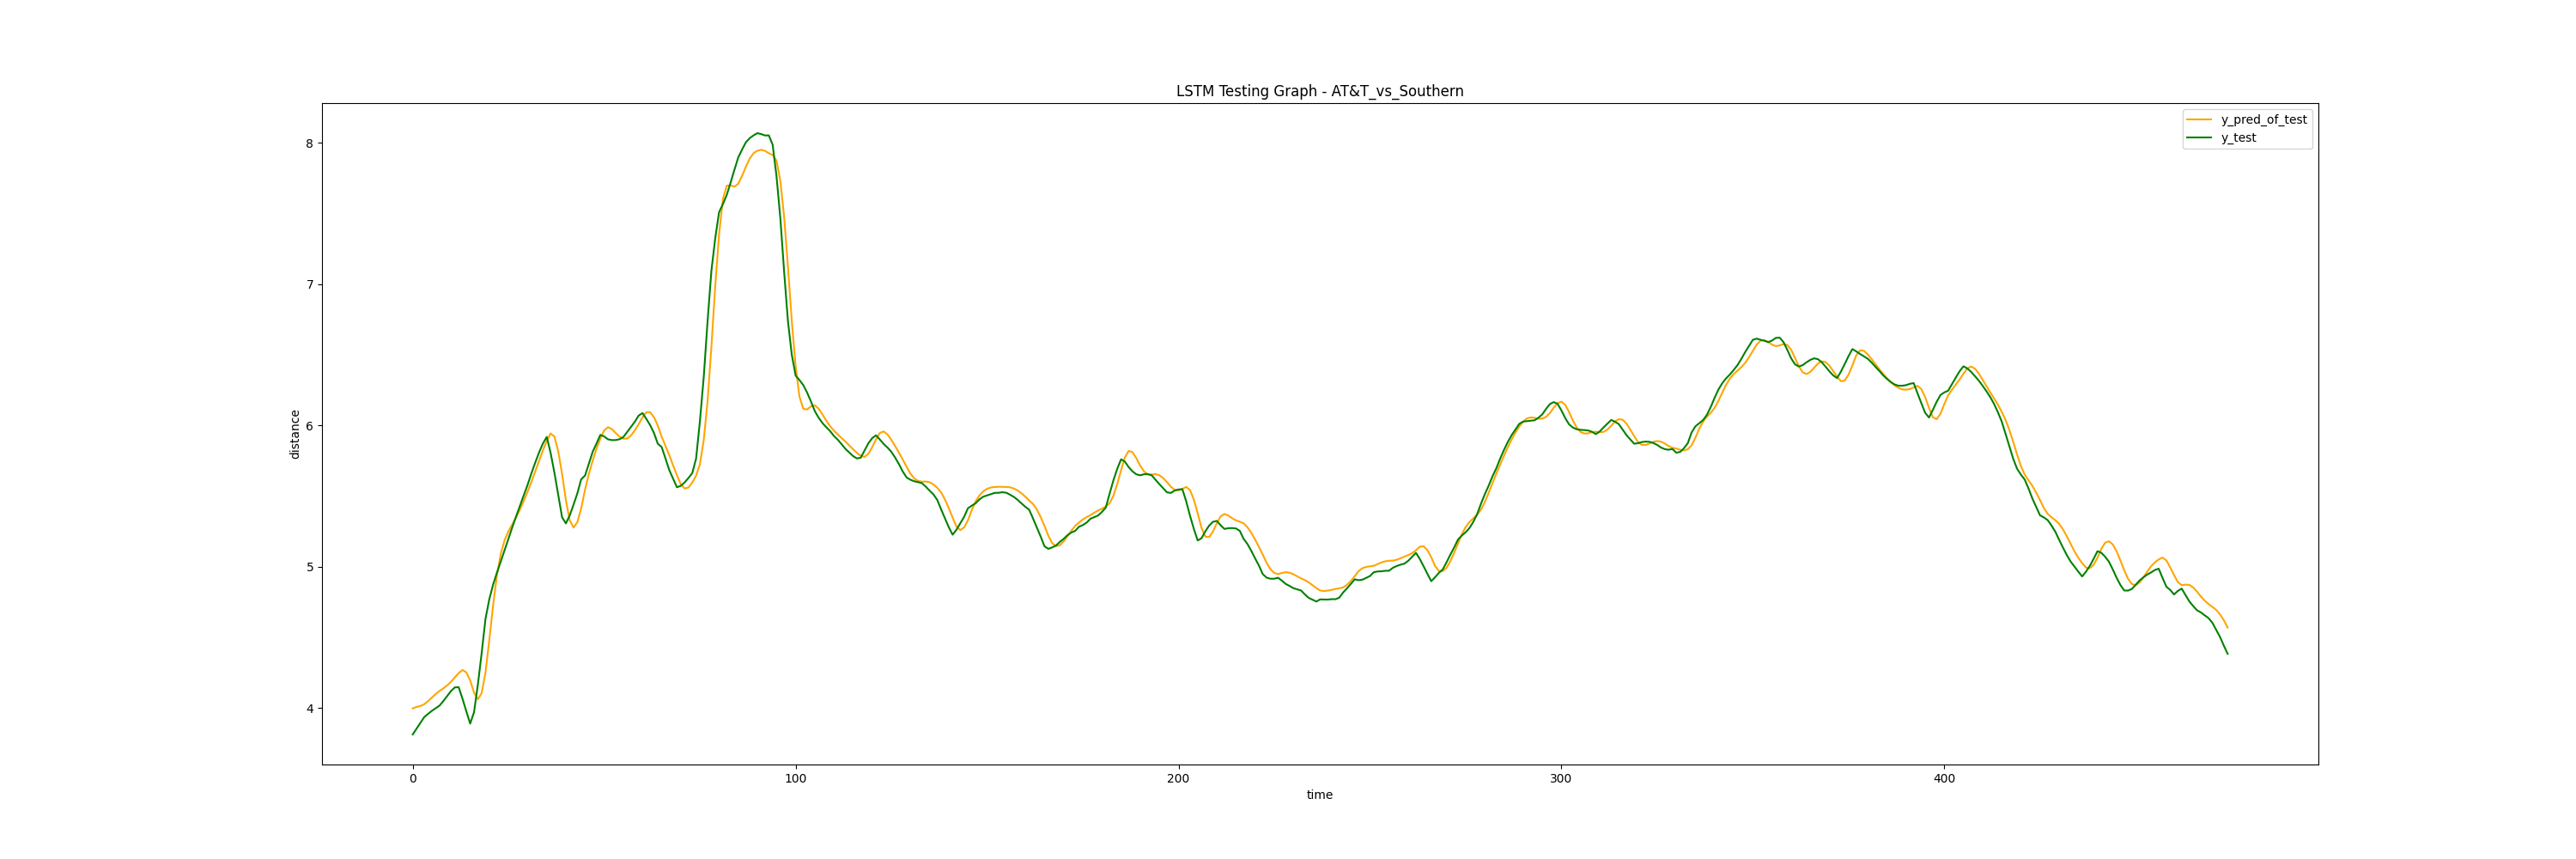 LSTM Testing Graph - AT&T_vs_Southern
y_pred_of_test
y_test
8
7
6
5
4
distance
0 100 200 300 400
time